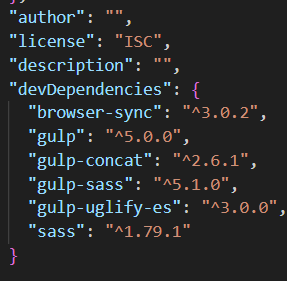 "author": "",
"license": "ISC",
"description": "",
"devDependencies": {
"browser-sync": "^3.0.2",
"gulp": "^5.0.0",
"gulp-concat": "^2.6.1",
"gulp-sass": "^5.1.0",
"gulp-uglify-es": "^3.0.0",
"sass": "^1.79.1"
}